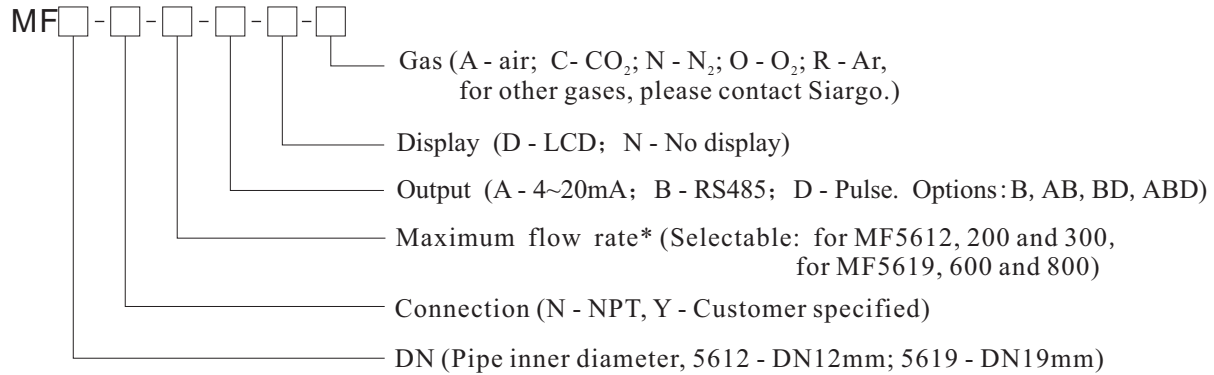 MF□-□-□-□-□-□
Gas (A - air; C- CO₂; N - N₂; O - O₂; R - Ar,
for other gases, please contact Siargo.)
Display (D - LCD; N - No display)
Output (A - 4~20mA; B - RS485; D - Pulse. Options: B, AB, BD, ABD)
Maximum flow rate* (Selectable: for MF5612, 200 and 300,
for MF5619, 600 and 800)
Connection (N - NPT, Y - Customer specified)
DN (Pipe inner diameter, 5612 - DN12mm; 5619 - DN19mm)